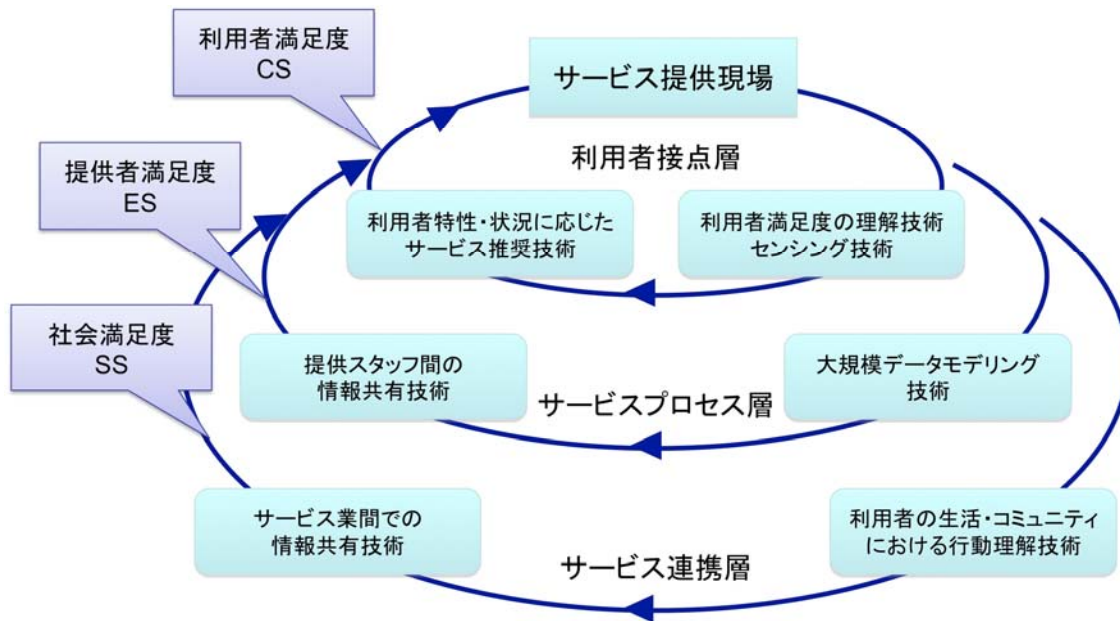 利用者満足度
CS
サービス提供現場
利用者接点層
提供者満足度
ES
利用者特性・状況に応じた
サービス推奨技術
利用者満足度の理解技術
センシング技術
社会満足度
SS
提供スタッフ間の
情報共有技術
大規模データモデリング
技術
サービスプロセス層
サービス業間での
情報共有技術
利用者の生活・コミュニティ
における行動理解技術
サービス連携層